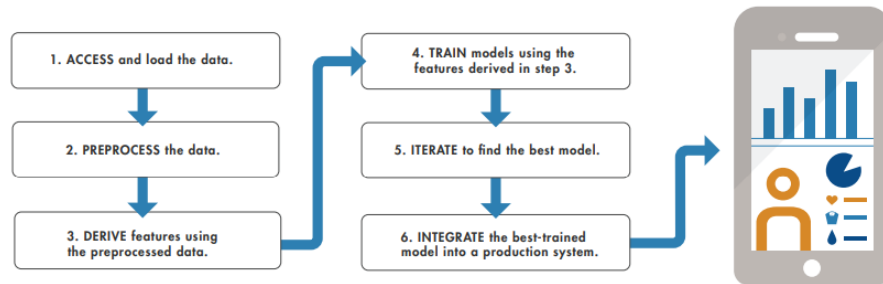 1. ACCESS and load the data.
2. PREPROCESS the data.
3. DERIVE features using
the preprocessed data.
4. TRAIN models using the
features derived in step 3.
5. ITERATE to find the best model.
6. INTEGRATE the best-trained
model into a production system.